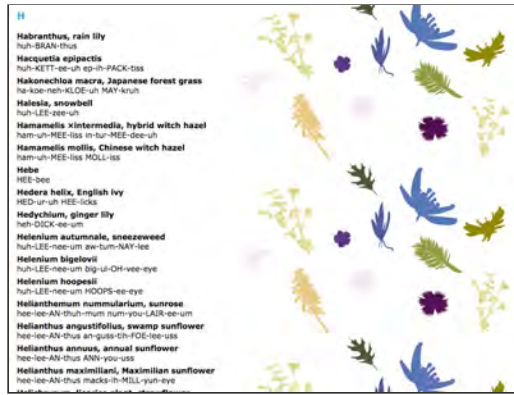 H
Habranthus, rain lily
huh-BRAN-thus
Hacquetia epipactis
huh-KETT-ee-uh ep-ih-PACK-tiss
Hakonechloa macra, Japanese forest grass
ha-koe-neh-KLOE-uh MAY-kruh
Halesia, snowbell
huh-LEE-zee-uh
Hamamelis ×intermedia, hybrid witch hazel
ham-uh-MEE-liss in-tur-MEE-dee-uh
Hamamelis mollis, Chinese witch hazel
ham-uh-MEE-liss MOLL-iss
Hebe
HEE-bee
Hedera helix, English ivy
HED-ur-uh HEE-licks
Hedychium, ginger lily
heh-DICK-ee-um
Helenium autumnale, sneezeweed
huh-LEE-nee-um aw-tum-NAY-lee
Helenium bigelovii
huh-LEE-nee-um big-ul-OH-vee-eye
Helenium hoopesii
huh-LEE-nee-um HOOPS-ee-eye
Helianthemum nummularium, sunrose
hee-lee-AN-thuh-mum num-you-LAIR-ee-um
Helianthus angustifolius, swamp sunflower
hee-lee-AN-thus an-guss-tih-FOE-lee-uss
Helianthus annuus, annual sunflower
hee-lee-AN-thus ANN-you-uss
Helianthus maximiliani, Maximilian sunflower
hee-lee-AN-thus macks-ih-MILL-yun-eye